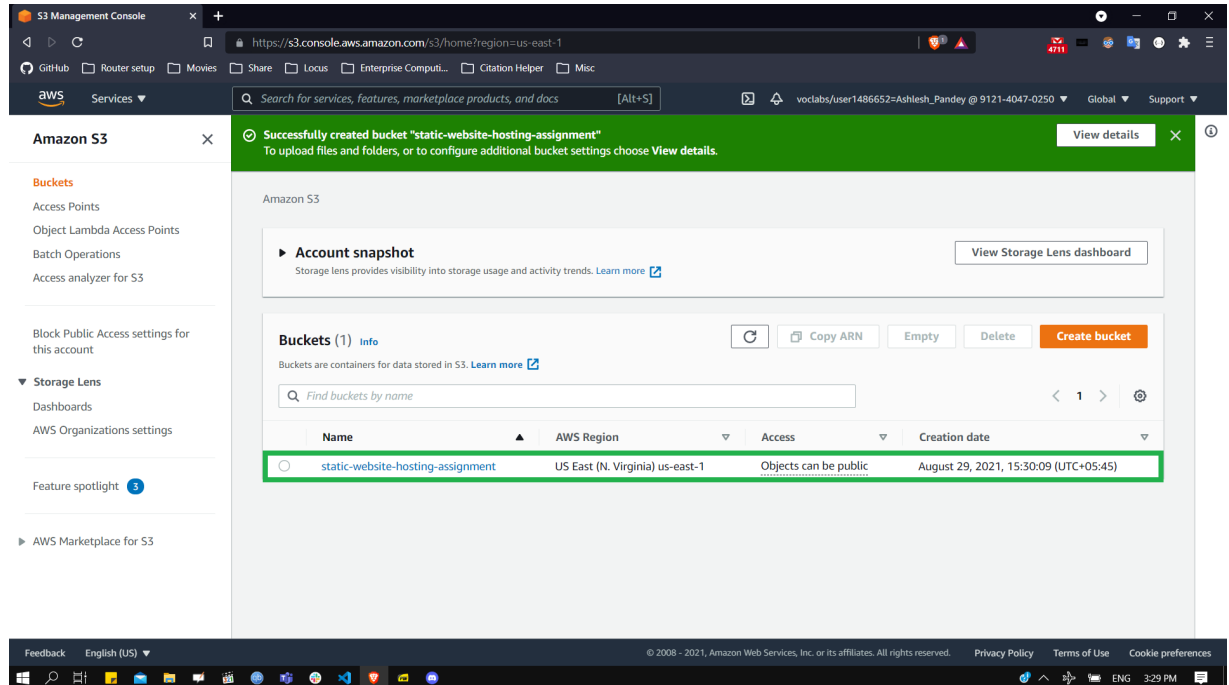 S3 Management Console
https://s3.console.aws.amazon.com/s3/home?region=us-east-1
4711
GitHub Router setup Movies Share Locus Enterprise Computi... Citation Helper Misc
aws Services ▼ Search for services, features, marketplace products, and docs [Alt+S] voclabs/user1486652=Ashlesh_Pandey @ 9121-4047-0250 ▼ Global ▼ Support ▼
Amazon S3
Buckets
Access Points
Object Lambda Access Points
Batch Operations
Access analyzer for S3
Block Public Access settings for
this account
Storage Lens
Dashboards
AWS Organizations settings
Feature spotlight 3
AWS Marketplace for S3
Successfully created bucket "static-website-hosting-assignment"
To upload files and folders, or to configure additional bucket settings choose View details.
View details
Amazon S3
Account snapshot
Storage lens provides visibility into storage usage and activity trends. Learn more
View Storage Lens dashboard
Buckets (1) Info
Copy ARN Empty Delete Create bucket
Buckets are containers for data stored in S3. Learn more
Find buckets by name
1
Name AWS Region Access Creation date
static-website-hosting-assignment US East (N. Virginia) us-east-1 Objects can be public August 29, 2021, 15:30:09 (UTC+05:45)
Feedback English (US) ▼ © 2008 - 2021, Amazon Web Services, Inc. or its affiliates. All rights reserved. Privacy Policy Terms of Use Cookie preferences
ENG 3:29 PM